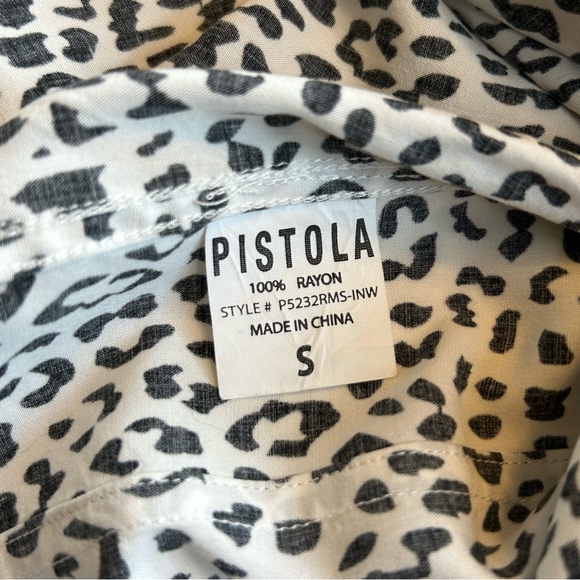 PISTOLA
100% RAYON
STYLE# P5232RMS-INW
MADE IN CHINA
S